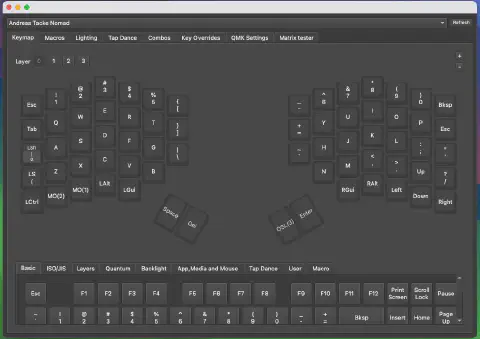 Andreas Tacke Nomad
Refresh
Keymap Macros Lighting Tap Dance Combos Key Overrides QMK Settings Matrix tester
Layer 0 1 2 3
+
-
Esc ! 1 @ 2 # 3 $ 4 % 5 { [ _ - ^ 6 & 7 * 8 ( 9 ) 0 Bksp
Tab Q W E R T } ] + = Y U I O P Esc
A S D F G | \ _ - H J K L : ; " '
LS ( Z X C V B N M < , > . Up ? /
LCtrl MO(2) MO(1) LAlt LGui RGui RAlt Left Down Right
Space Del OSL(3) Enter
Basic ISO/JIS Layers Quantum Backlight App,Media and Mouse Tap Dance User Macro
Esc F1 F2 F3 F4 F5 F6 F7 F8 F9 F10 F11 F12 Print Screen Scroll Lock Pause
~ ! 1 @ 2 # 3 $ 4 % 5 ^ 6 & 7 * 8 ( 9 ) 0 _ - + = Bksp Insert Home Page Up